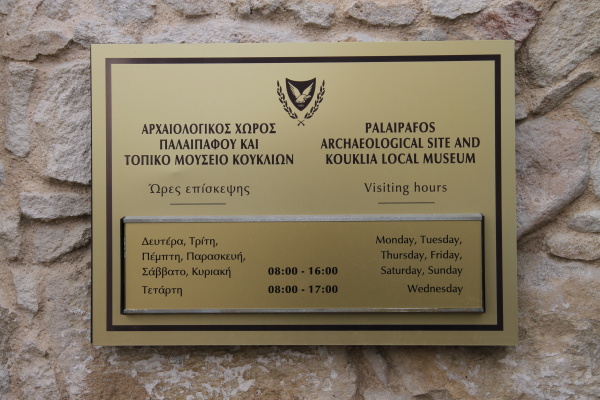 ΑΡΧΑΙΟΛΟΓΙΚΟΣ ΧΩΡΟΣ
ΠΑΛΑΙΠΑΦΟΥ ΚΑΙ
ΤΟΠΙΚΟ ΜΟΥΣΕΙΟ ΚΟΥΚΛΙΩΝ
Ώρες επίσκεψης
PALAIPAFOS
ARCHAEOLOGICAL SITE AND
KOUKLIA LOCAL MUSEUM
Visiting hours
Δευτέρα, Τρίτη, Monday, Tuesday,
Πέμπτη, Παρασκευή, Thursday, Friday,
Σάββατο, Κυριακή 08:00 - 16:00 Saturday, Sunday
Τετάρτη 08:00 - 17:00 Wednesday